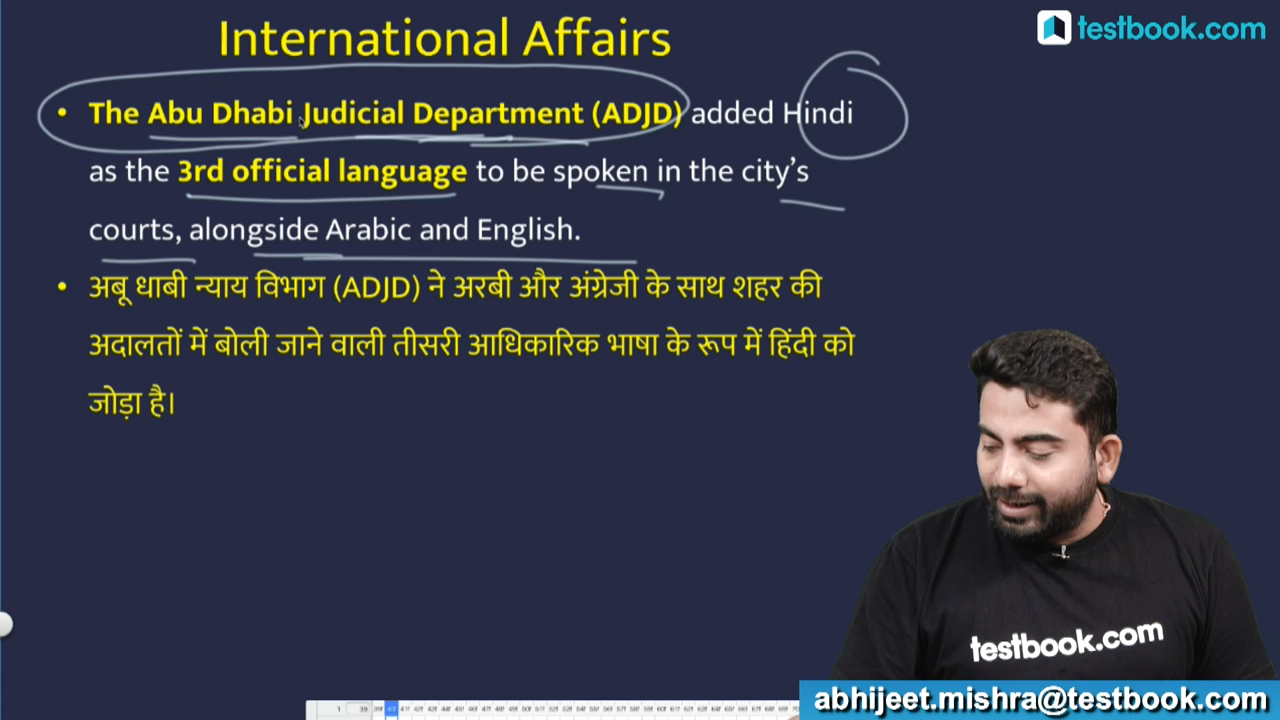 International Affairs
testbook.com
• The Abu Dhabi Judicial Department (ADJD) added Hindi
as the 3rd official language to be spoken in the city’s
courts, alongside Arabic and English.
• अबू धाबी न्याय विभाग (ADJD) ने अरबी और अंग्रेजी के साथ शहर की
अदालतों में बोली जाने वाली तीसरी आधिकारिक भाषा के रूप में हिंदी को
जोड़ा है।
testbook.com
abhijeet.mishra@testbook.com